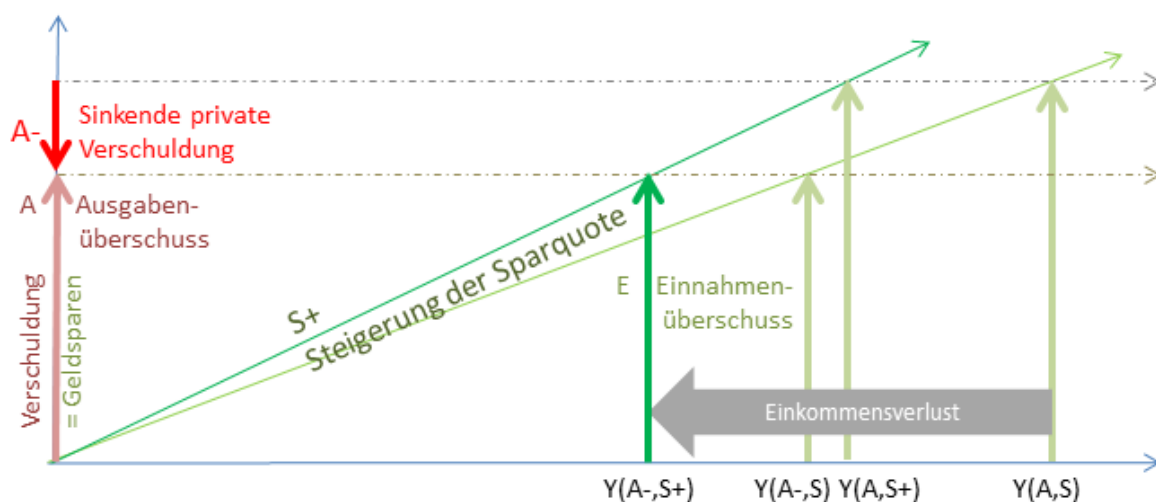 A-
Sinkende private
Verschuldung
A
Ausgaben-
überschuss
Verschuldung
= Geldsparen
S+
Steigerung der Sparquote
E
Einnahmen-
überschuss
Einkommensverlust
Y(A-,S+)
Y(A-,S)
Y(A,S+)
Y(A,S)